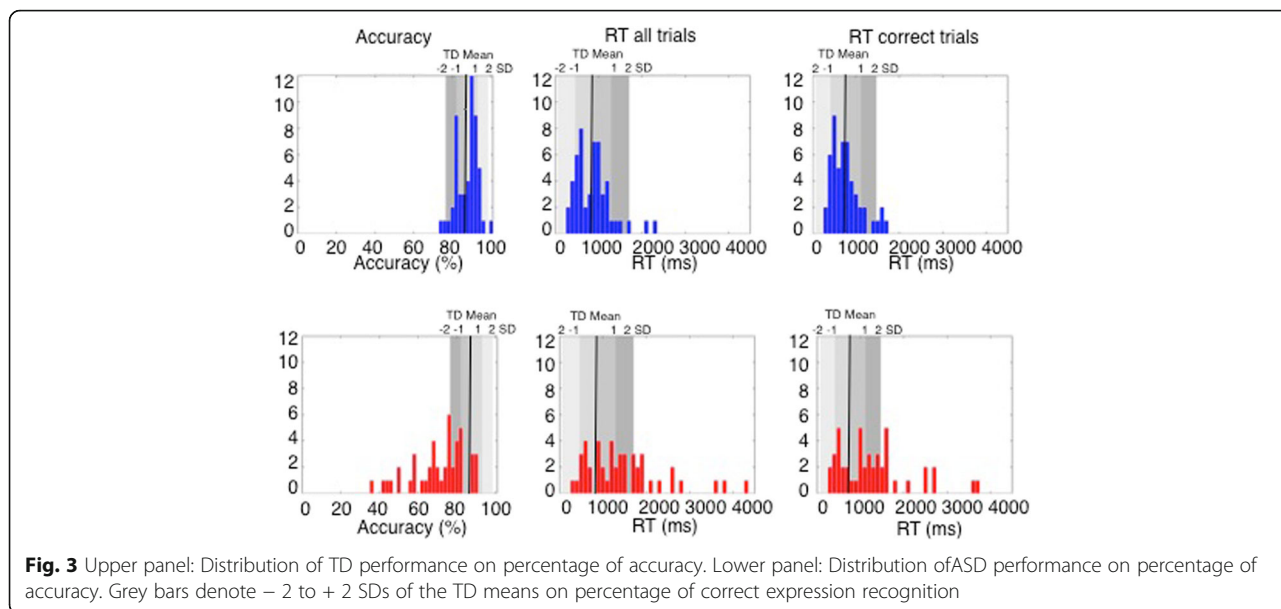 Accuracy RT all trials RT correct trials
TD Mean TD Mean TD Mean
-2 -1 1 2 SD -2 -1 1 2 SD 2 -1 1 2 SD
12 12 12
10 10 10
8 8 8
6 6 6
4 4 4
2 2 2
0 0 0
0 20 40 60 80 100 0 1000 2000 3000 4000 0 1000 2000 3000 4000
Accuracy (%) RT (ms) RT (ms)
TD Mean TD Mean TD Mean
-2 -1 1 2 SD 2 -1 1 2 SD 2 -1 1 2 SD
12 12 12
10 10 10
8 8 8
6 6 6
4 4 4
2 2 2
0 0 0
0 20 40 60 80 100 0 1000 2000 3000 4000 0 1000 2000 3000 4000
Accuracy (%) RT (ms) RT (ms)
Fig. 3 Upper panel: Distribution of TD performance on percentage of accuracy. Lower panel: Distribution ofASD performance on percentage of
accuracy. Grey bars denote − 2 to + 2 SDs of the TD means on percentage of correct expression recognition